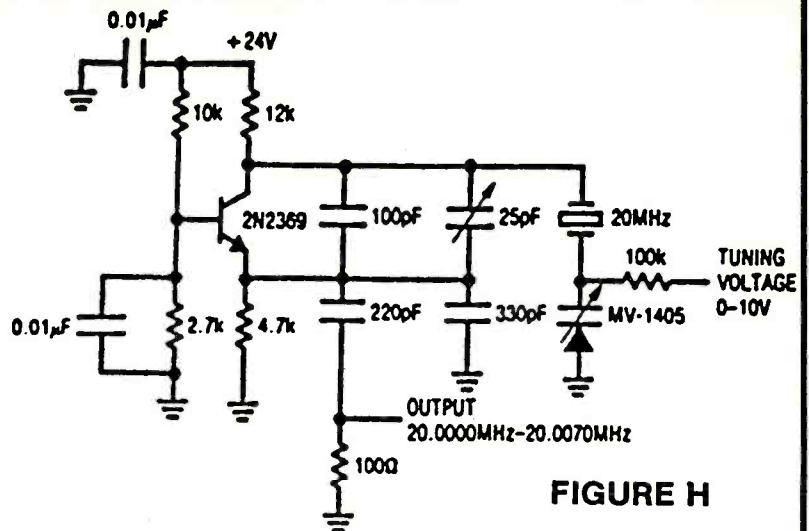 0.01µF
+24V
10k
12k
2N2369
100pF
25pF
20MHz
100k
TUNING
VOLTAGE
0-10V
0.01µF
2.7k
4.7k
220pF
330pF
MV-1405
OUTPUT
20.0000MHz-20.0070MHz
100Ω
FIGURE H